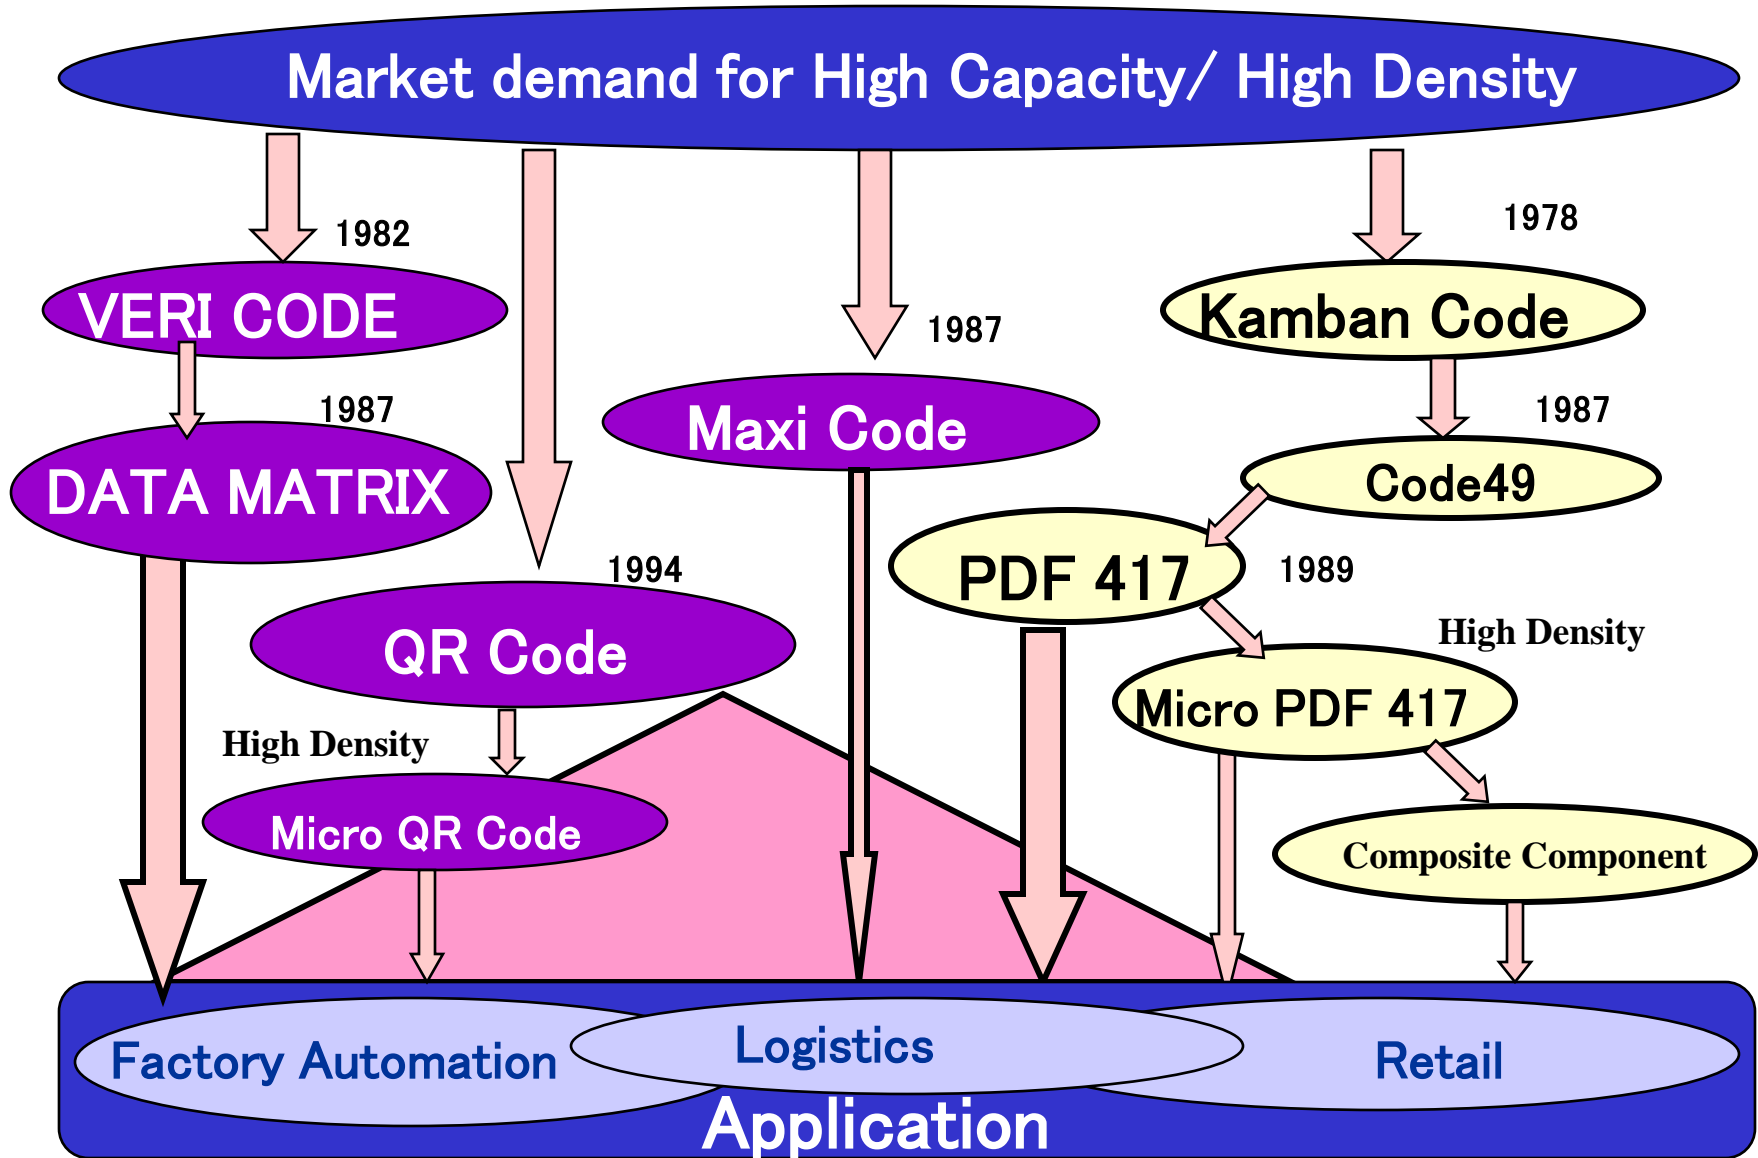 Market demand for High Capacity/ High Density
1982
1978
VERI CODE
1987
Kamban Code
1987
Maxi Code
1987
DATA MATRIX
Code49
1994
PDF 417
1989
QR Code
High Density
High Density
Micro PDF 417
Micro QR Code
Composite Component
Factory Automation
Logistics
Retail
Application